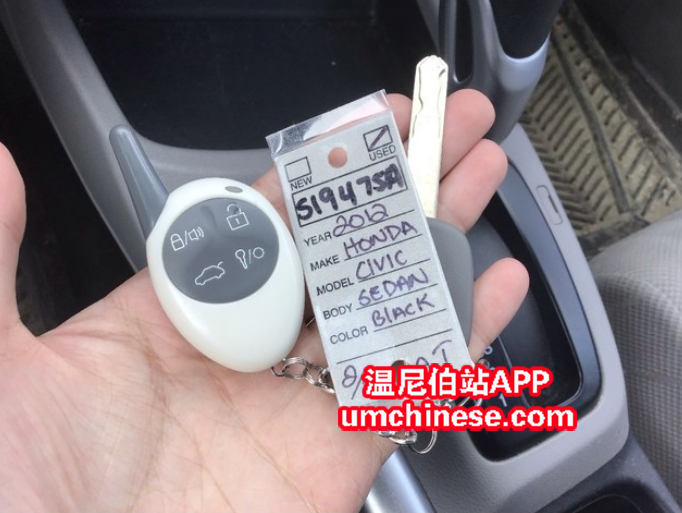 NEW
USED
S19475A
YEAR 2012
MAKE HONDA
MODEL CIVIC
BODY SEDAN
COLOR BLACK
温尼伯站APP
umchinese.com